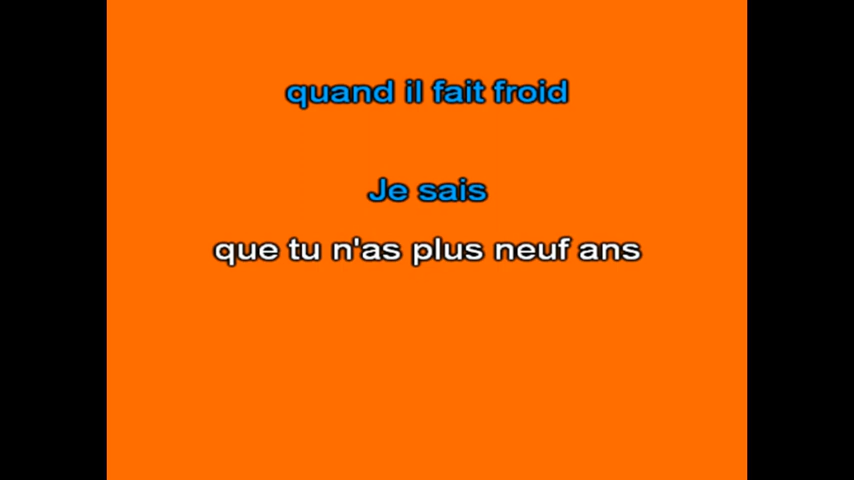 quand il fait froid
Je sais
que tu n'as plus neuf ans